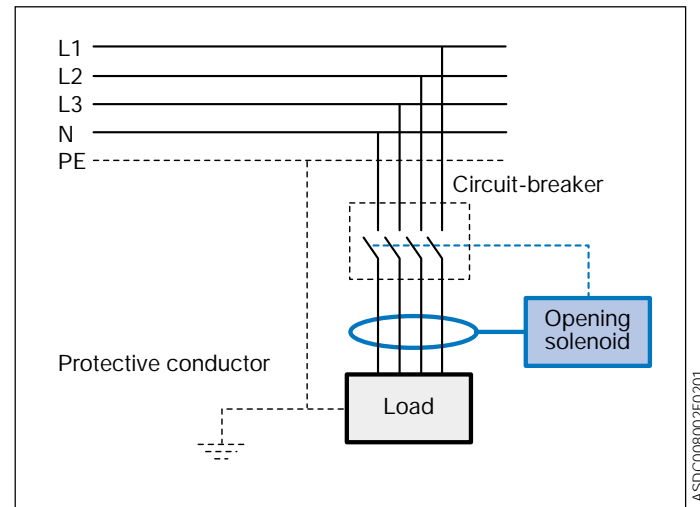 L1
L2
L3
N
PE
Circuit-breaker
Opening
solenoid
Protective conductor
Load
ASDC008002F0201